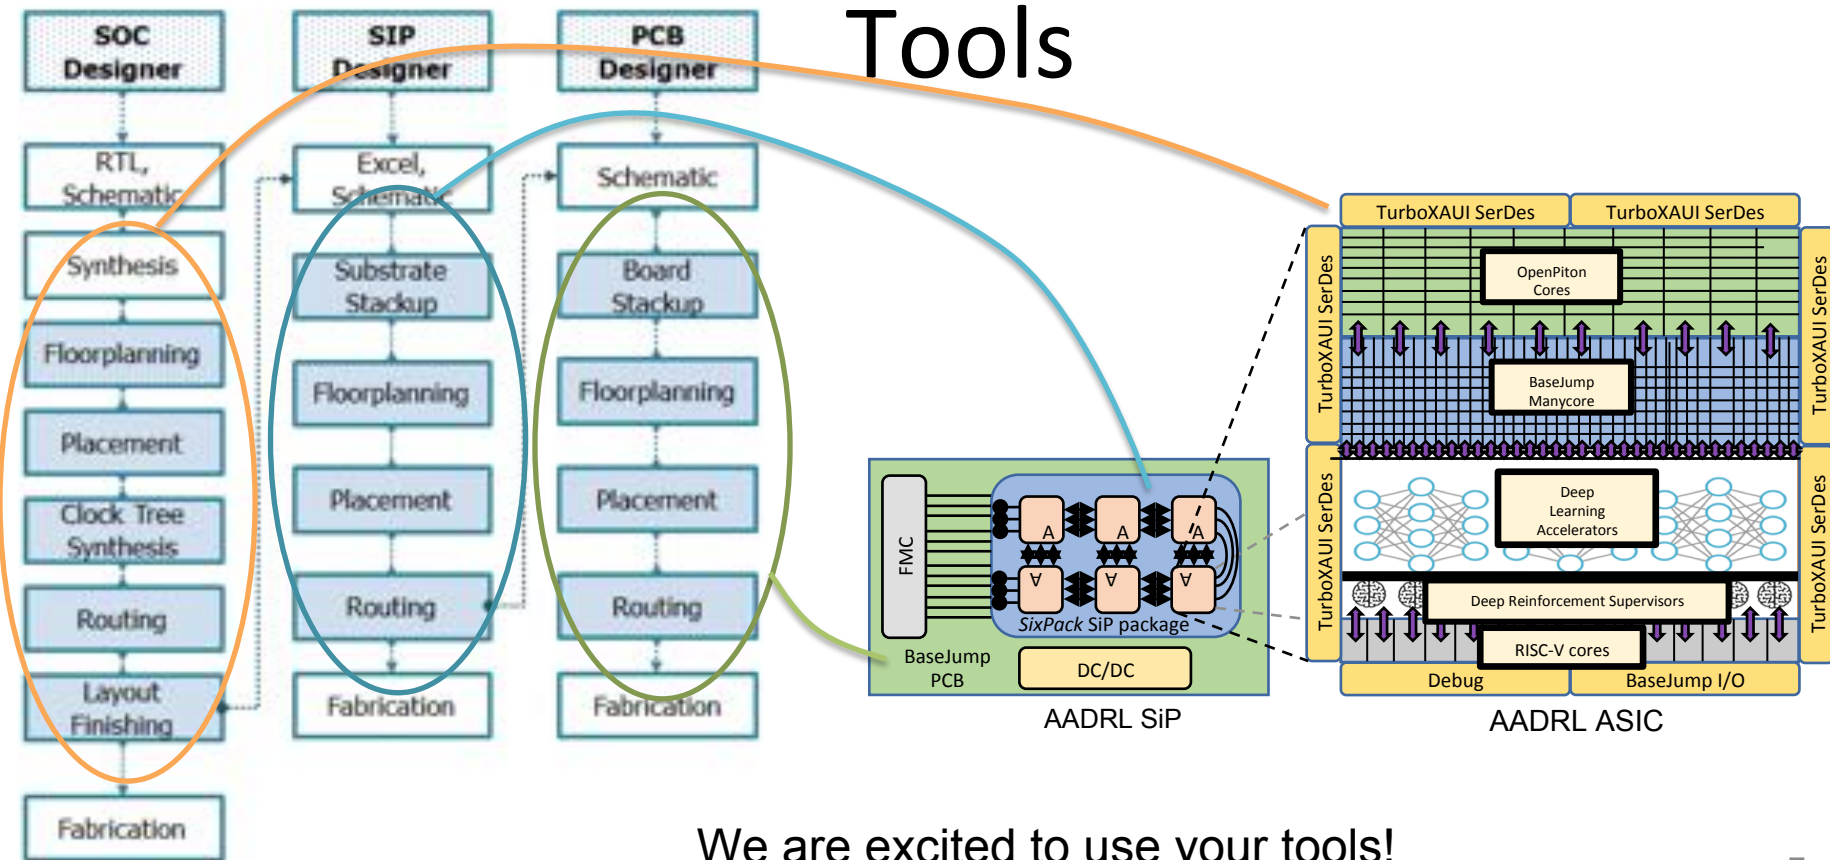 Tools
SOC
Designer
RTL,
Schematic
Synthesis
Floorplanning
Placement
Clock Tree
Synthesis
Routing
Layout
Finishing
Fabrication
SIP
Designer
Excel,
Schematic
Substrate
Stackup
Floorplanning
Placement
Routing
Fabrication
PCB
Designer
Schematic
Board
Stackup
Floorplanning
Placement
Routing
Fabrication
FMC
A A A
A A A
SixPack SiP package
BaseJump
PCB
DC/DC
AADRL SiP
TurboXAUI SerDes
TurboXAUI SerDes
TurboXAUI SerDes
TurboXAUI SerDes
TurboXAUI SerDes
TurboXAUI SerDes
OpenPiton
Cores
BaseJump
Manycore
Deep
Learning
Accelerators
Deep Reinforcement Supervisors
RISC-V cores
Debug
BaseJump I/O
AADRL ASIC
We are excited to use your tools!